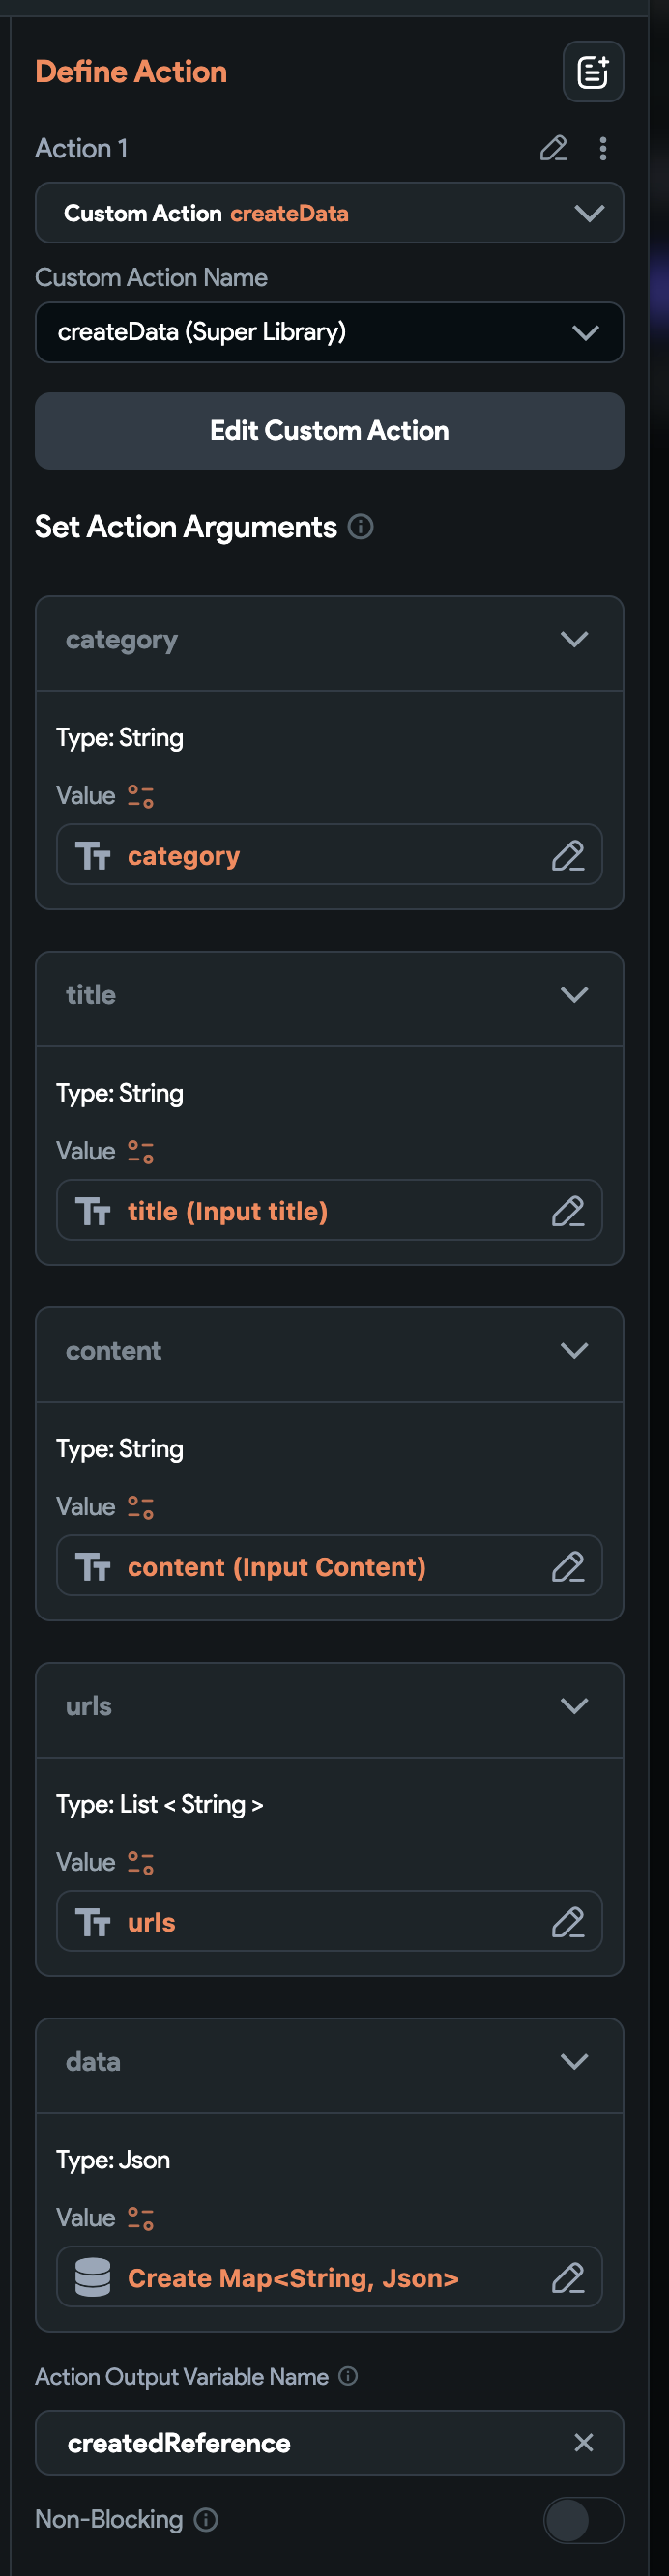 Define Action
Action 1
Custom Action createData
Custom Action Name
createData (Super Library)
Edit Custom Action
Set Action Arguments
category
Type: String
Value
category
title
Type: String
Value
title (Input title)
content
Type: String
Value
content (Input Content)
urls
Type: List < String >
Value
urls
data
Type: Json
Value
Create Map<String, Json>
Action Output Variable Name
createdReference
Non-Blocking